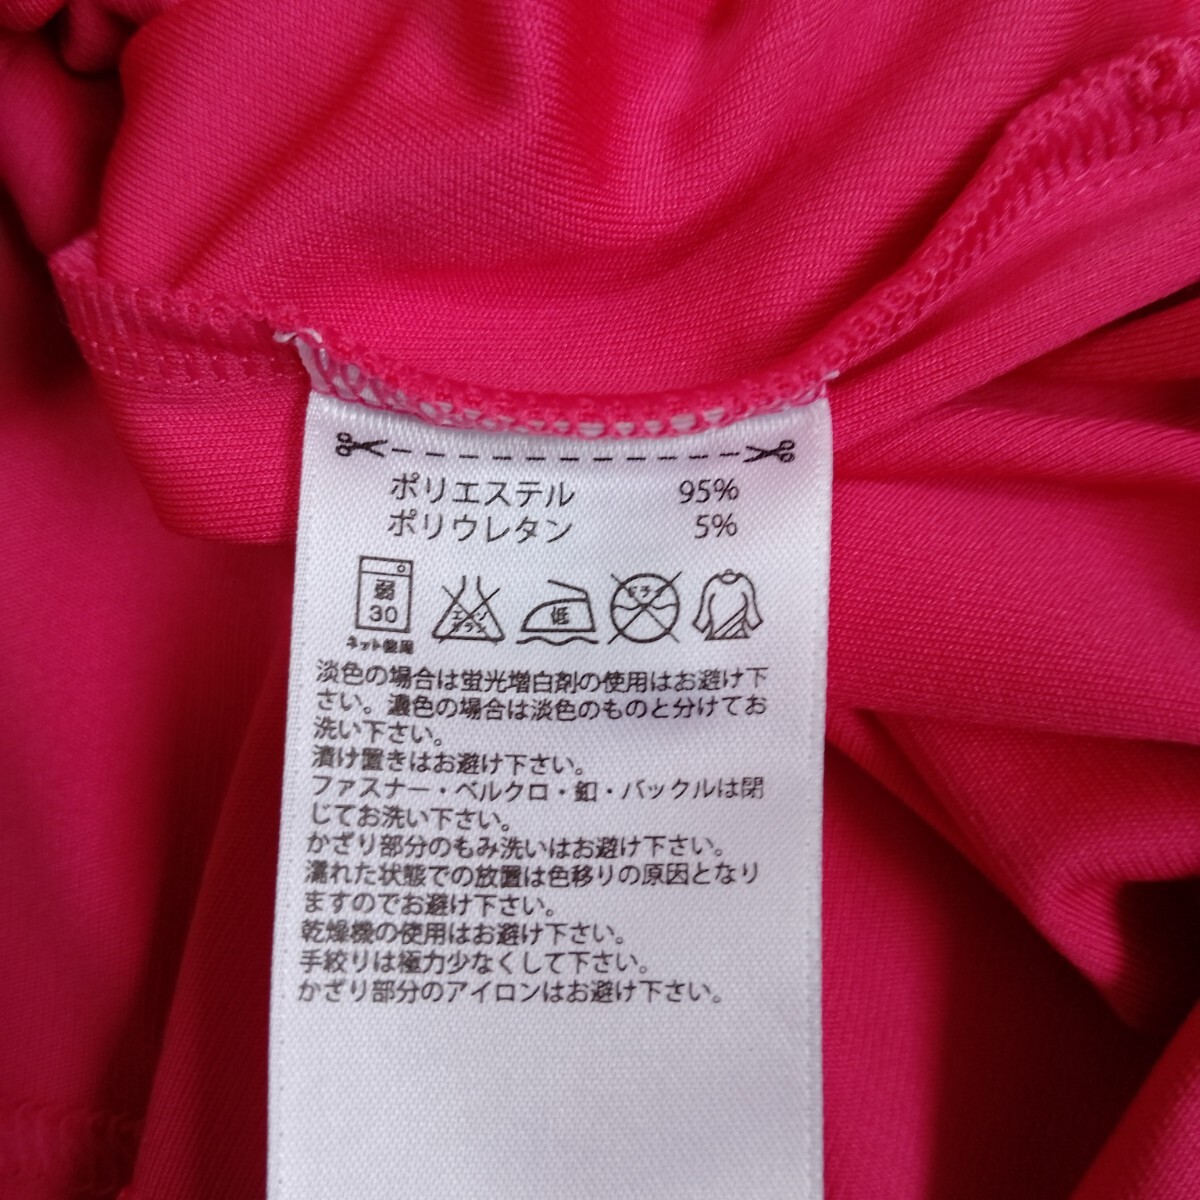 ポリエステル 95%
ポリウレタン 5%
弱
30
ネット使用
エンソ
サラシ
低
ドライ
淡色の場合は蛍光増白剤の使用はお避け下
さい。濃色の場合は淡色のものと分けてお
洗い下さい。
漬け置きはお避け下さい。
ファスナー・ベルクロ・釦・バックルは閉
じてお洗い下さい。
かざり部分のもみ洗いはお避け下さい。
濡れた状態での放置は色移りの原因となり
ますのでお避け下さい。
乾燥機の使用はお避け下さい。
手絞りは極力少なくして下さい。
かざり部分のアイロンはお避け下さい。